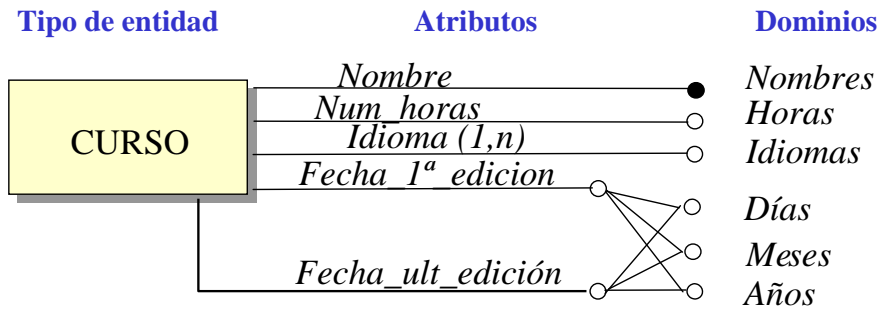 Tipo de entidad Atributos Dominios
Nombre Nombres
Num_horas Horas
CURSO Idioma (1,n) Idiomas
Fecha_1ª_edicion
Días
Meses
Fecha_ult_edición Años